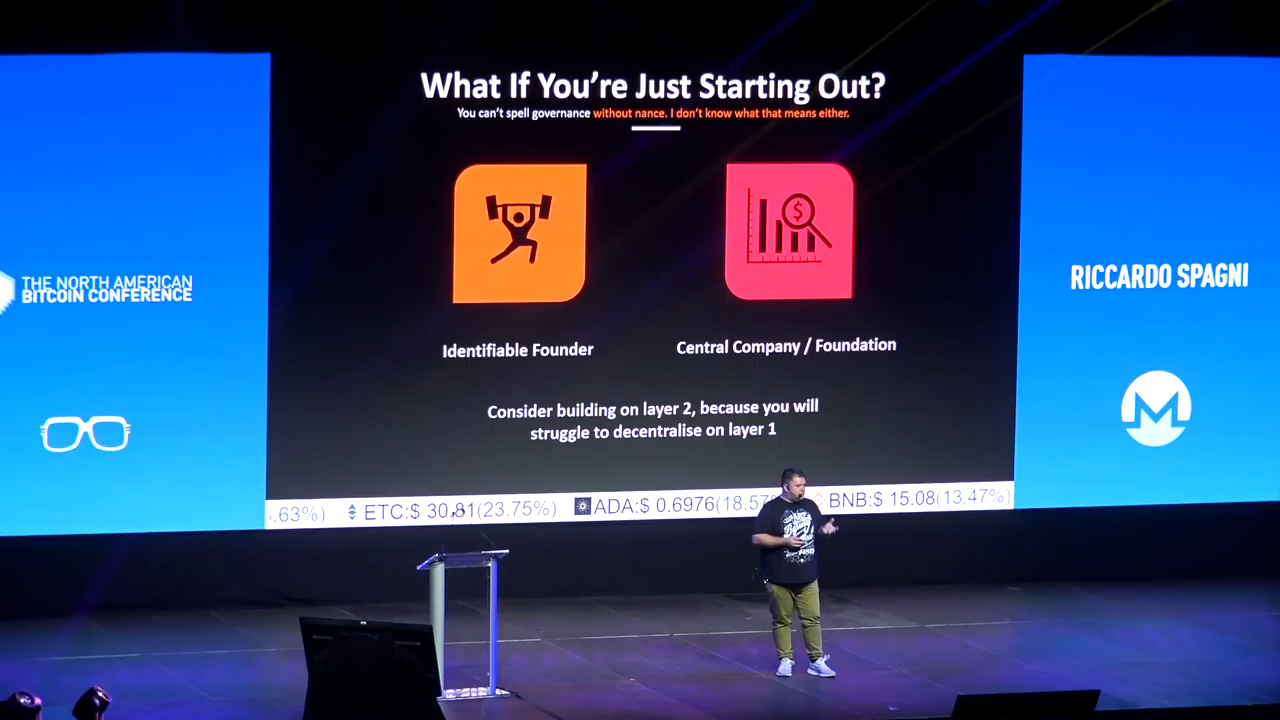 What If You're Just Starting Out?
You can't spell governance without nance. I don't know what that means either.
THE NORTH AMERICAN
BITCOIN CONFERENCE
RICCARDO SPAGNI
Identifiable Founder
Central Company / Foundation
Consider building on layer 2, because you will
struggle to decentralise on layer 1
.63%) ETC:$ 30.81(23.75%) ADA:$ 0.6976(18.57 BNB:$ 15.08(13.47%)